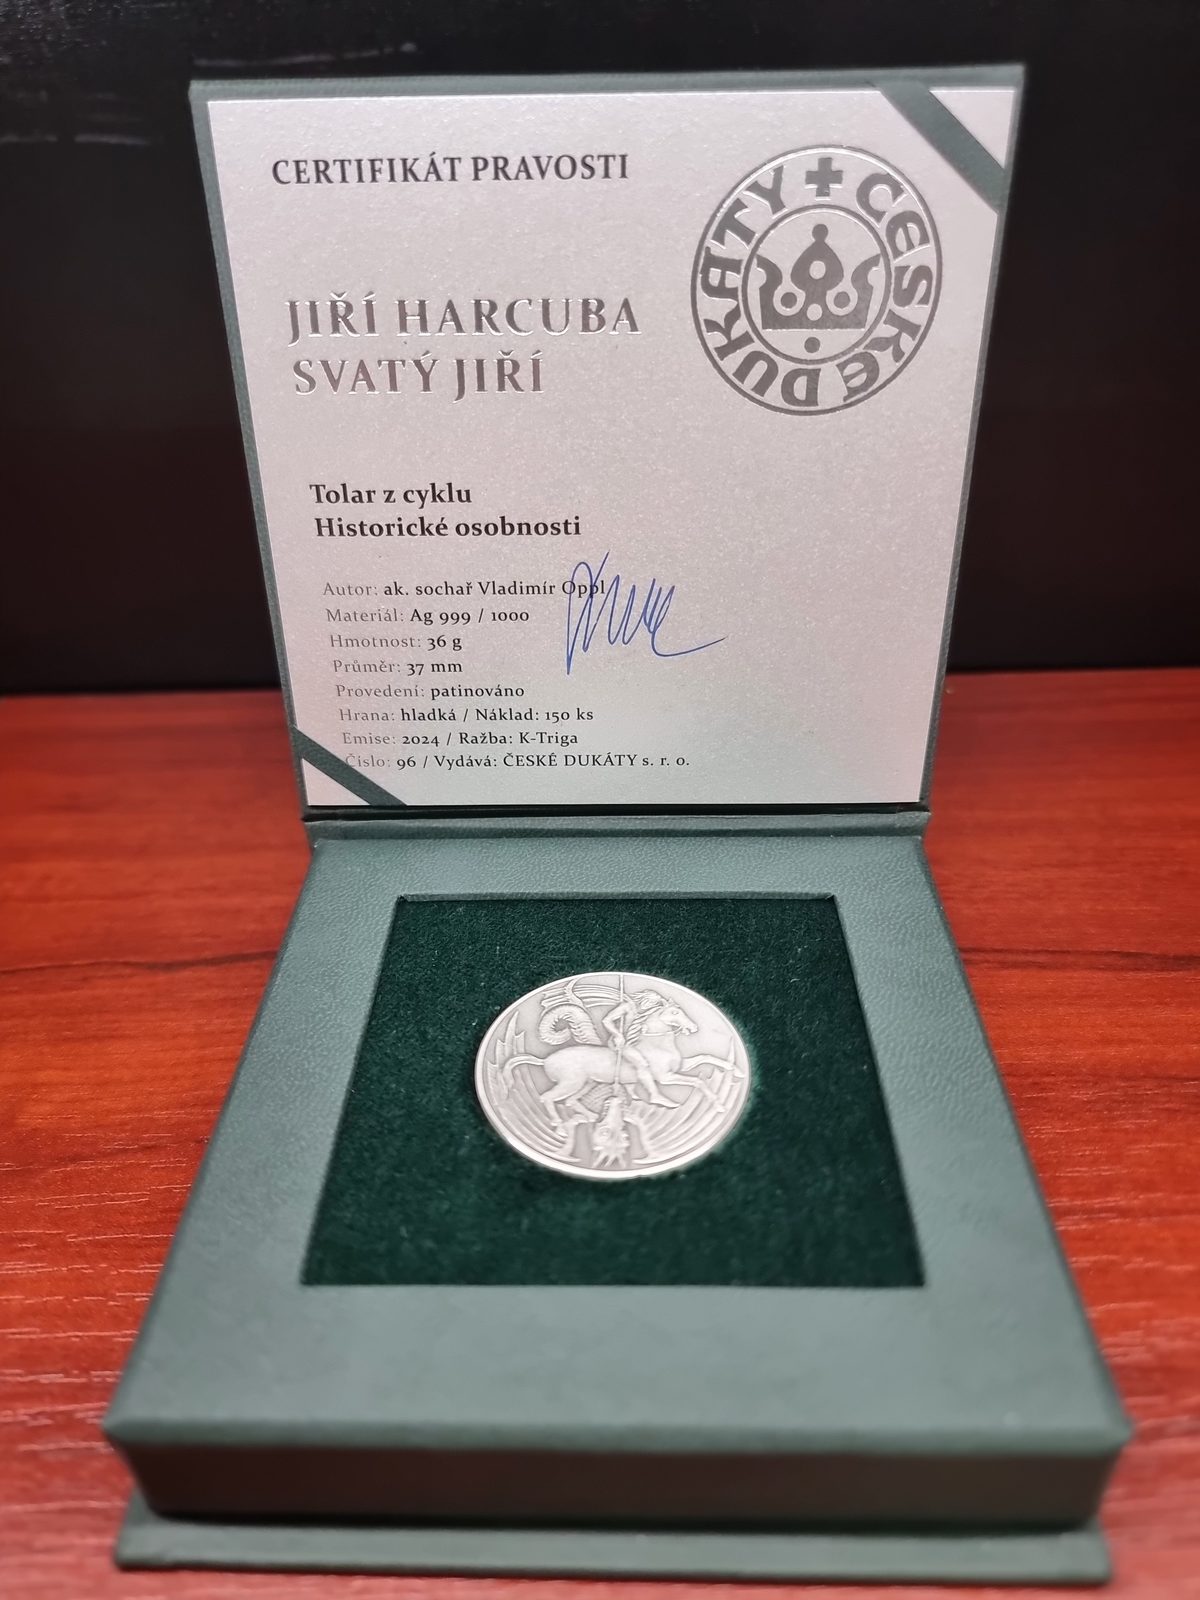 CERTIFIKÁT PRAVOSTI
ČESKÉ DUKÁTY
JIŘÍ HARCUBA
SVATÝ JIŘÍ
Tolar z cyklu
Historické osobnosti
Autor: ak. sochař Vladimír Oppl
Materiál: Ag 999 / 1000
Hmotnost: 36 g
Průměr: 37 mm
Provedení: patinováno
Hrana: hladká / Náklad: 150 ks
Emise: 2024 / Ražba: K-Triga
Číslo: 96 / Vydává: ČESKÉ DUKÁTY s. r. o.